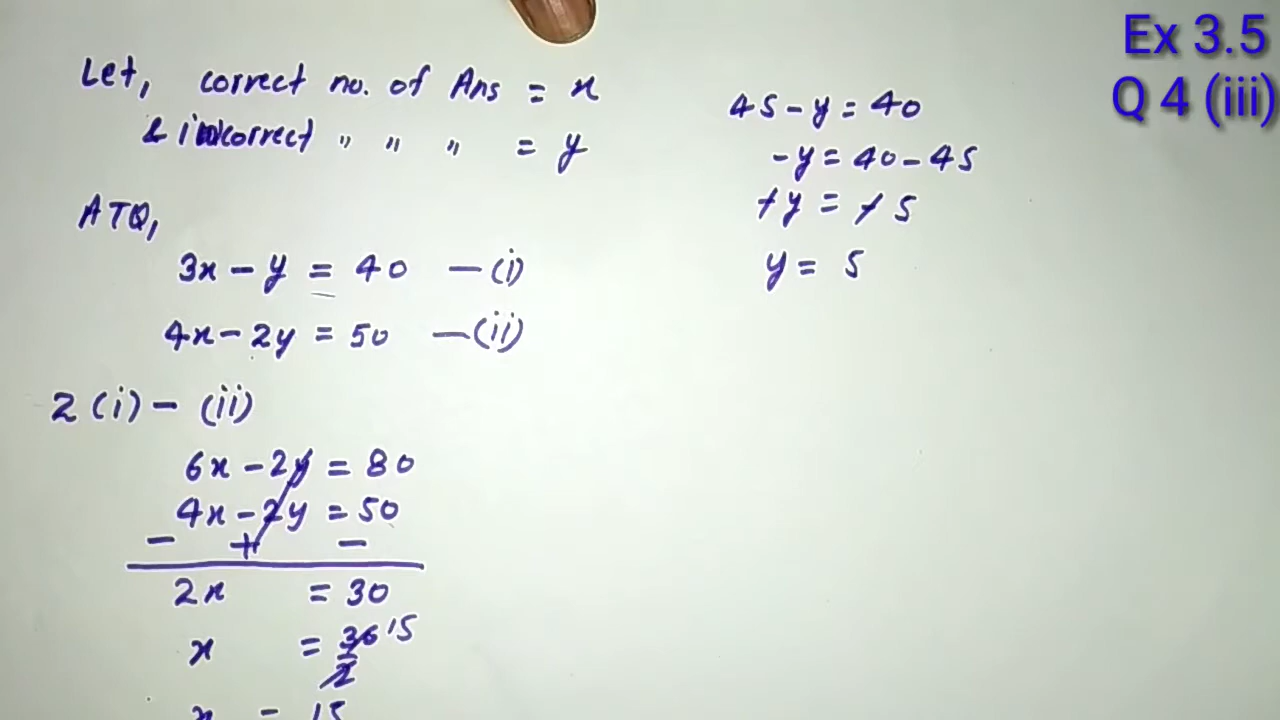 Let, correct no. of Ans = x
& incorrect " " " = y
ATQ,
3x - y = 40 — (i)
4x - 2y = 50 — (ii)
2 (i) - (ii)
6x - 2y = 80
4x - 2y = 50
- + -
2x = 30
x = 30/2 15
x = 15
45 - y = 40
-y = 40 - 45
+y = +5
y = 5
Ex 3.5
Q 4 (iii)